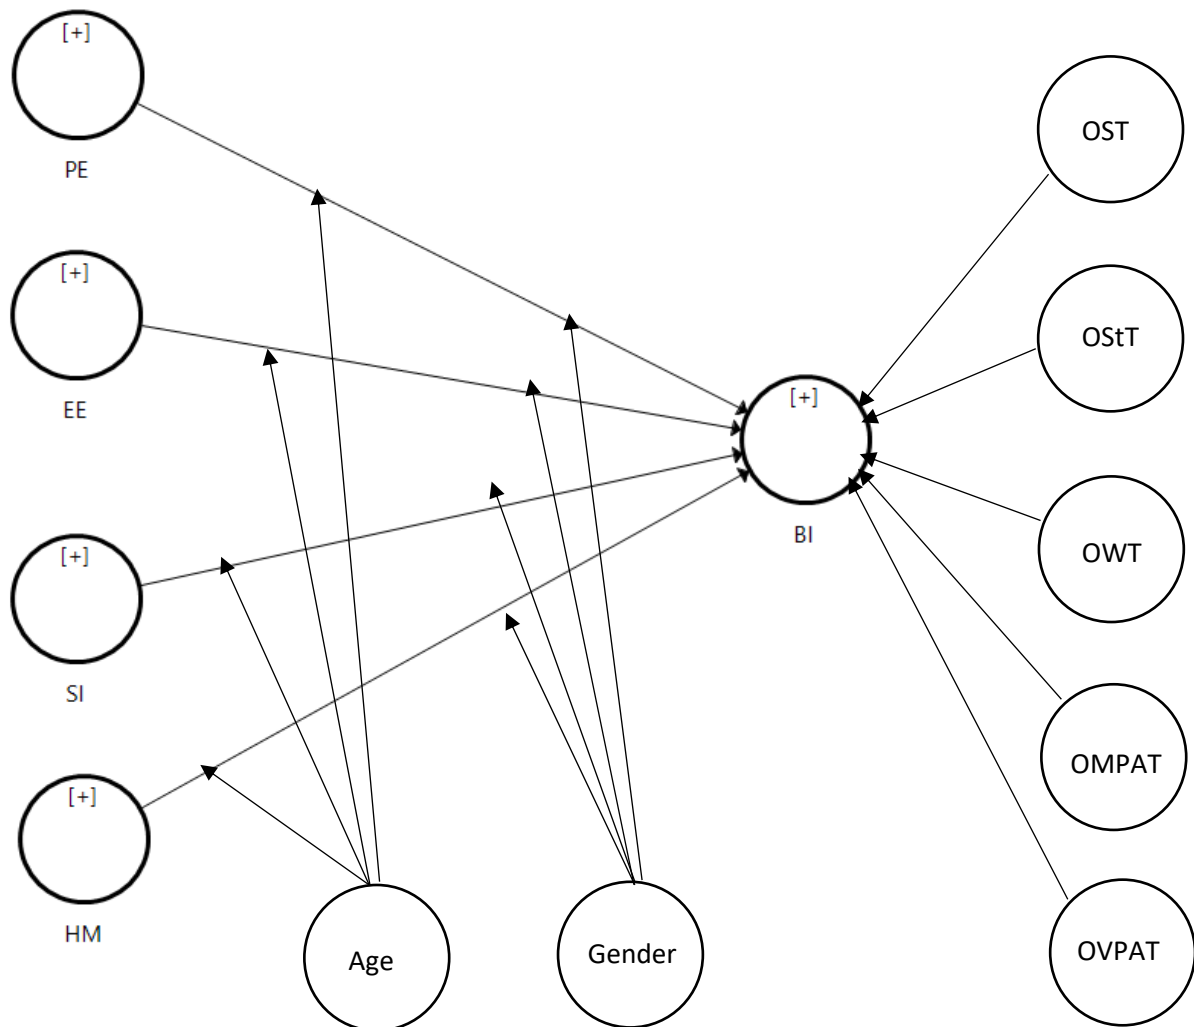 [+]
PE
[+]
EE
[+]
SI
[+]
HM
Age
Gender
[+]
BI
OST
OStT
OWT
OMPAT
OVPAT